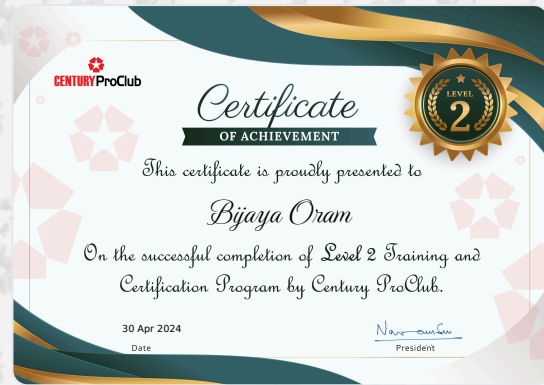 CENTURY ProClub
Certificate
OF ACHIEVEMENT
LEVEL
2
This certificate is proudly presented to
Bijaya Oram
On the successful completion of Level 2 Training and
Certification Program by Century ProClub.
30 Apr 2024
Date
President